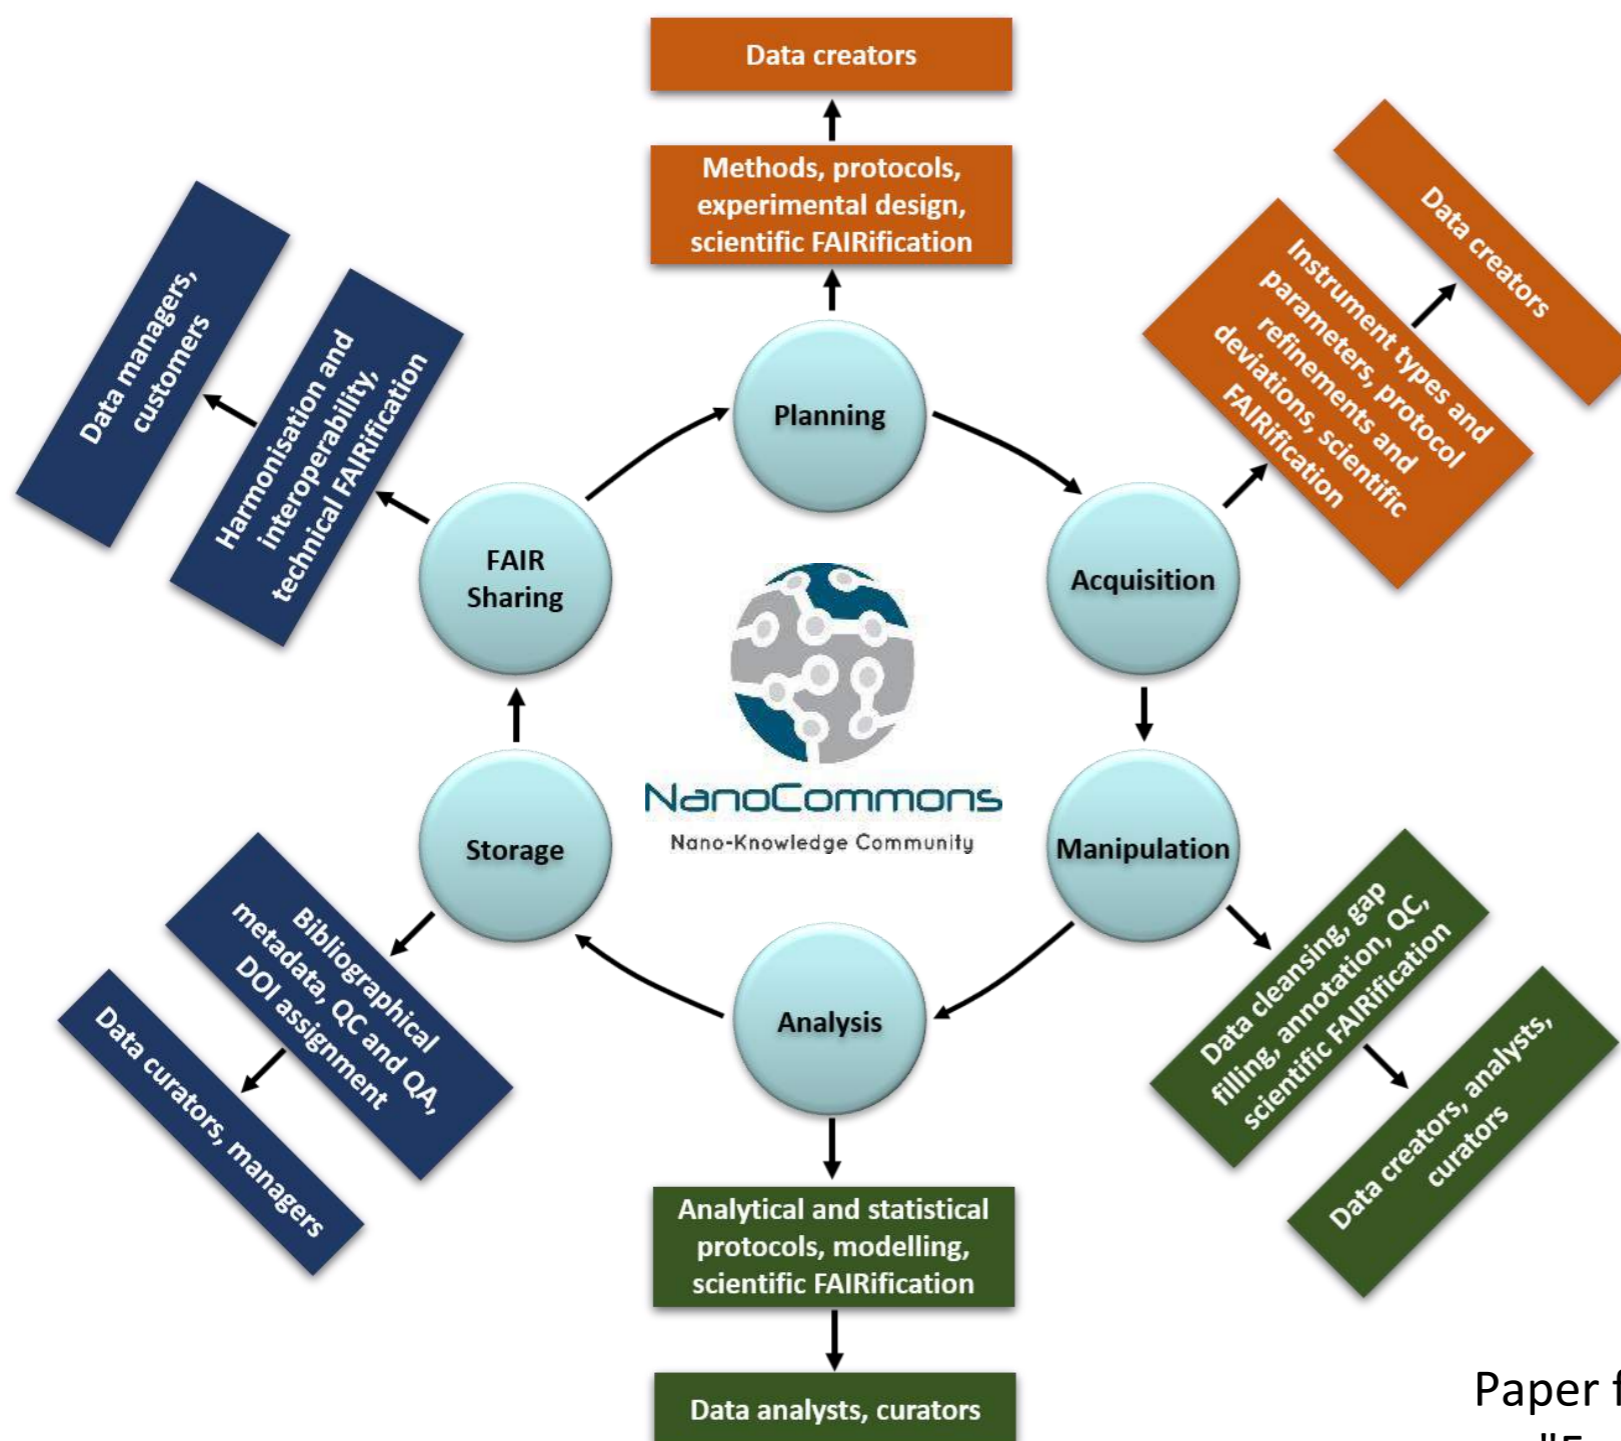 Data creators
Methods, protocols,
experimental design,
scientific FAIRification
Planning
Data creators
Instrument types and
parameters, protocol
refinements and
deviations, scientific
FAIRification
Acquisition
Manipulation
Data cleansing, gap
filling, annotation, QC,
scientific FAIRification
Data creators, analysts,
curators
Analysis
Analytical and statistical
protocols, modelling,
scientific FAIRification
Data analysts, curators
Storage
Bibliographical
metadata, QC and QA,
DOI assignment
Data curators, managers
FAIR
Sharing
Harmonisation and
interoperability,
technical FAIRification
Data managers,
customers
NanoCommons
Nano-Knowledge Community
Paper